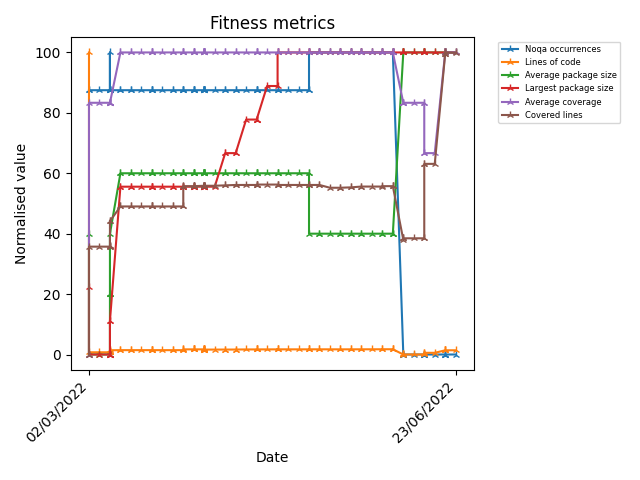 Fitness metrics
Normalised value
100
80
60
40
20
0
02/03/2022
23/06/2022
Date
Noqa occurrences
Lines of code
Average package size
Largest package size
Average coverage
Covered lines